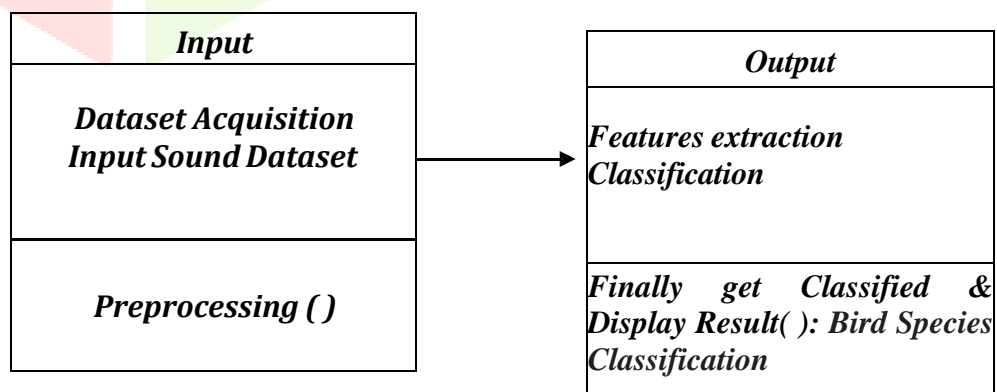 Input
Dataset Acquisition
Input Sound Dataset
Preprocessing ( )
Output
Features extraction
Classification
Finally get Classified &
Display Result( ): Bird Species
Classification